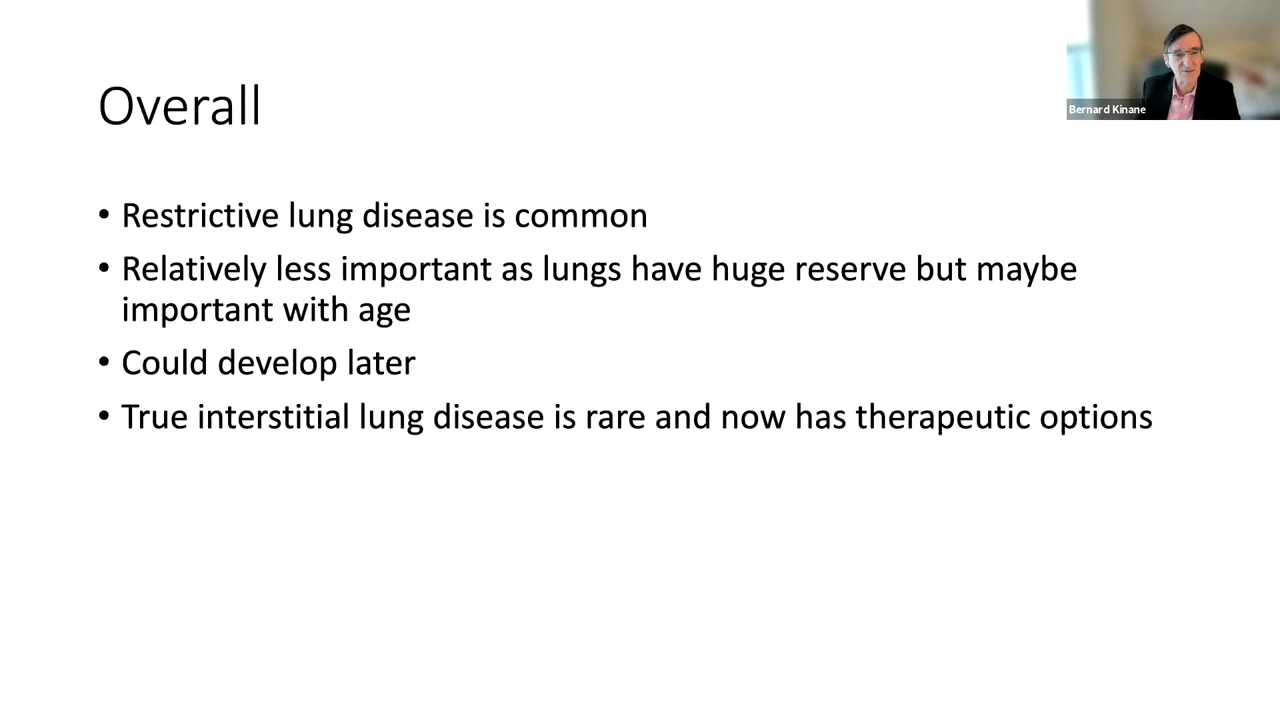 Bernard Kinane
Overall
• Restrictive lung disease is common
• Relatively less important as lungs have huge reserve but maybe
important with age
• Could develop later
• True interstitial lung disease is rare and now has therapeutic options